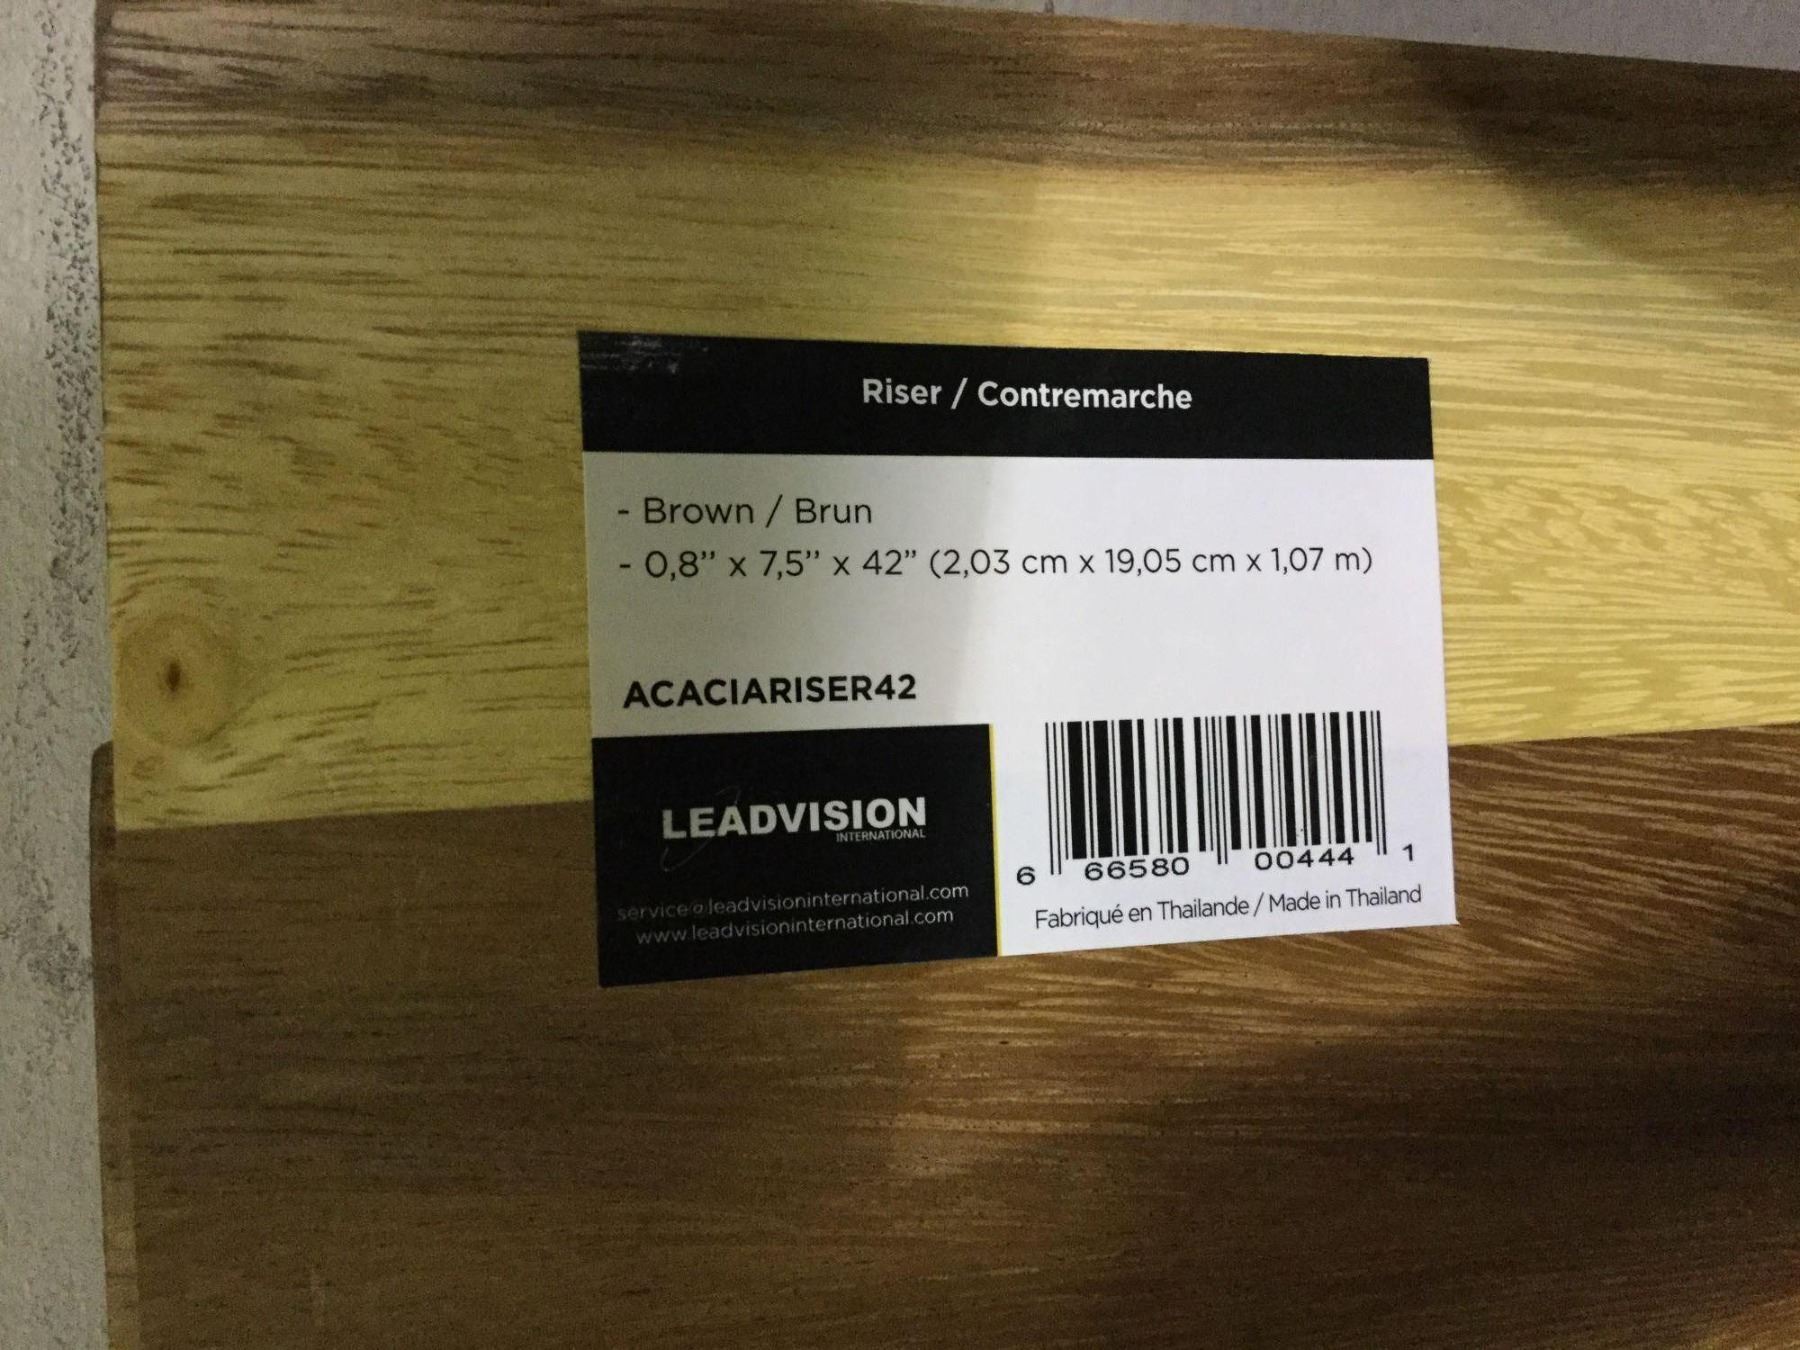 Riser / Contremarche
- Brown / Brun
- 0,8” x 7,5” x 42” (2,03 cm x 19,05 cm x 1,07 m)
ACACIARISER42
LEADVISION
INTERNATIONAL
service@leadvisioninternational.com
www.leadvisioninternational.com
6 66580 00444 1
Fabriqué en Thailande / Made in Thailand